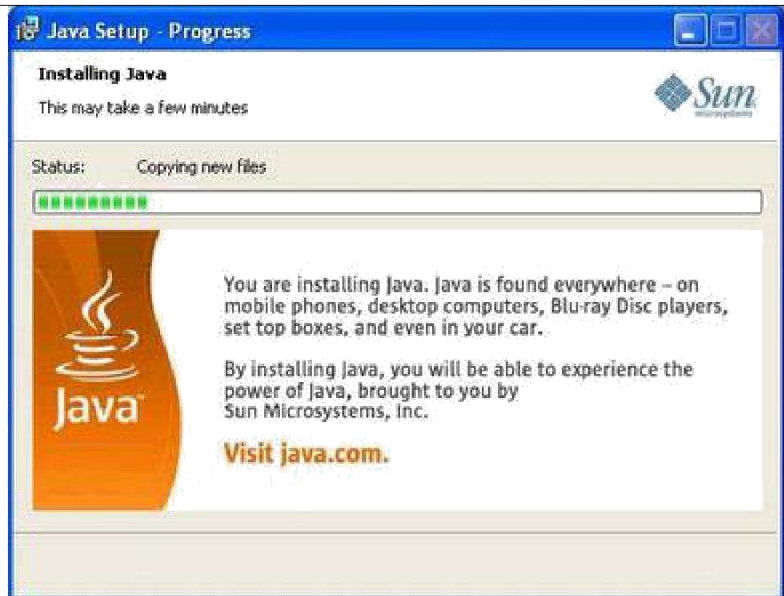 Java Setup - Progress
Installing Java
This may take a few minutes
Sun
microsystems
Status: Copying new files
You are installing Java. Java is found everywhere – on
mobile phones, desktop computers, Blu-ray Disc players,
set top boxes, and even in your car.
By installing Java, you will be able to experience the
power of Java, brought to you by
Sun Microsystems, Inc.
Visit java.com.
Java™